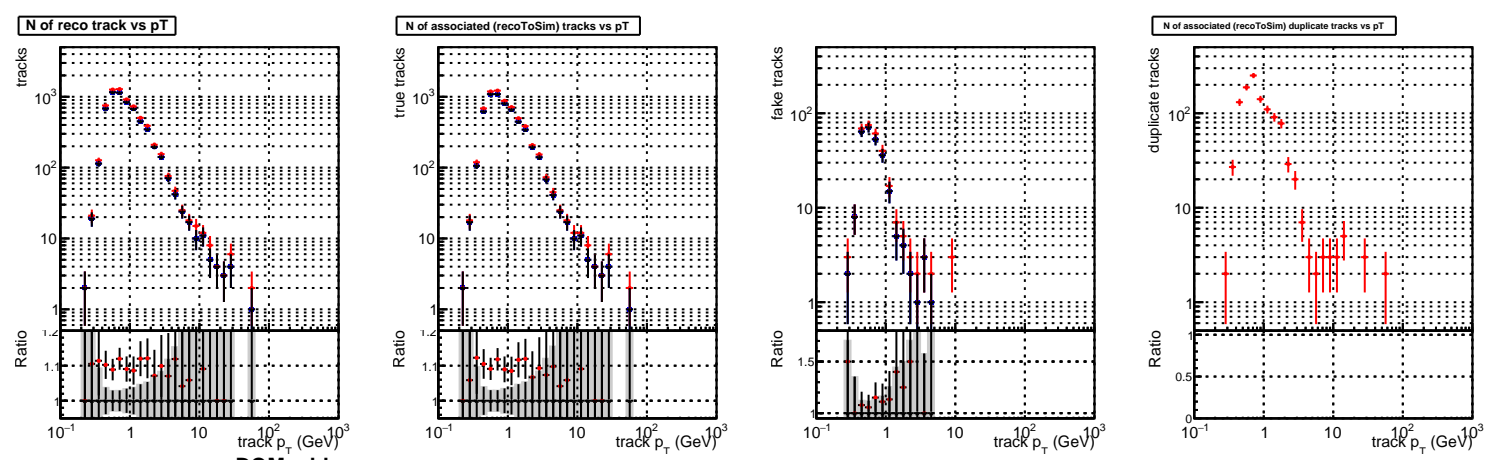 N of reco track vs pT
tracks
10³
10²
10
1
Ratio
1.2
1.1
1
10⁻¹ 1 10 10² 10³
track p_T (GeV)
N of associated (recoToSim) tracks vs pT
true tracks
10³
10²
10
1
Ratio
1.2
1.1
1
10⁻¹ 1 10 10² 10³
track p_T (GeV)
fake tracks
10²
10
1
Ratio
1.5
1
10⁻¹ 1 10 10² 10³
track p_T (GeV)
N of associated (recoToSim) duplicate tracks vs pT
duplicate tracks
10²
10
1
Ratio
1
0.5
0
10⁻¹ 1 10 10² 10³
track p_T (GeV)